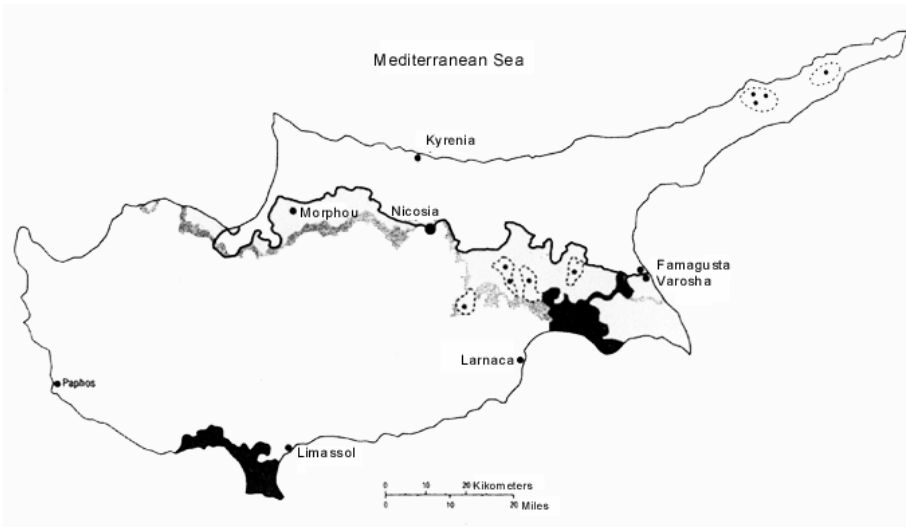 Mediterranean Sea
Kyrenia
Morphou
Nicosia
Famagusta
Varosha
Larnaca
Paphos
Limassol
0 10 20 Kikometers
0 10 20 Miles